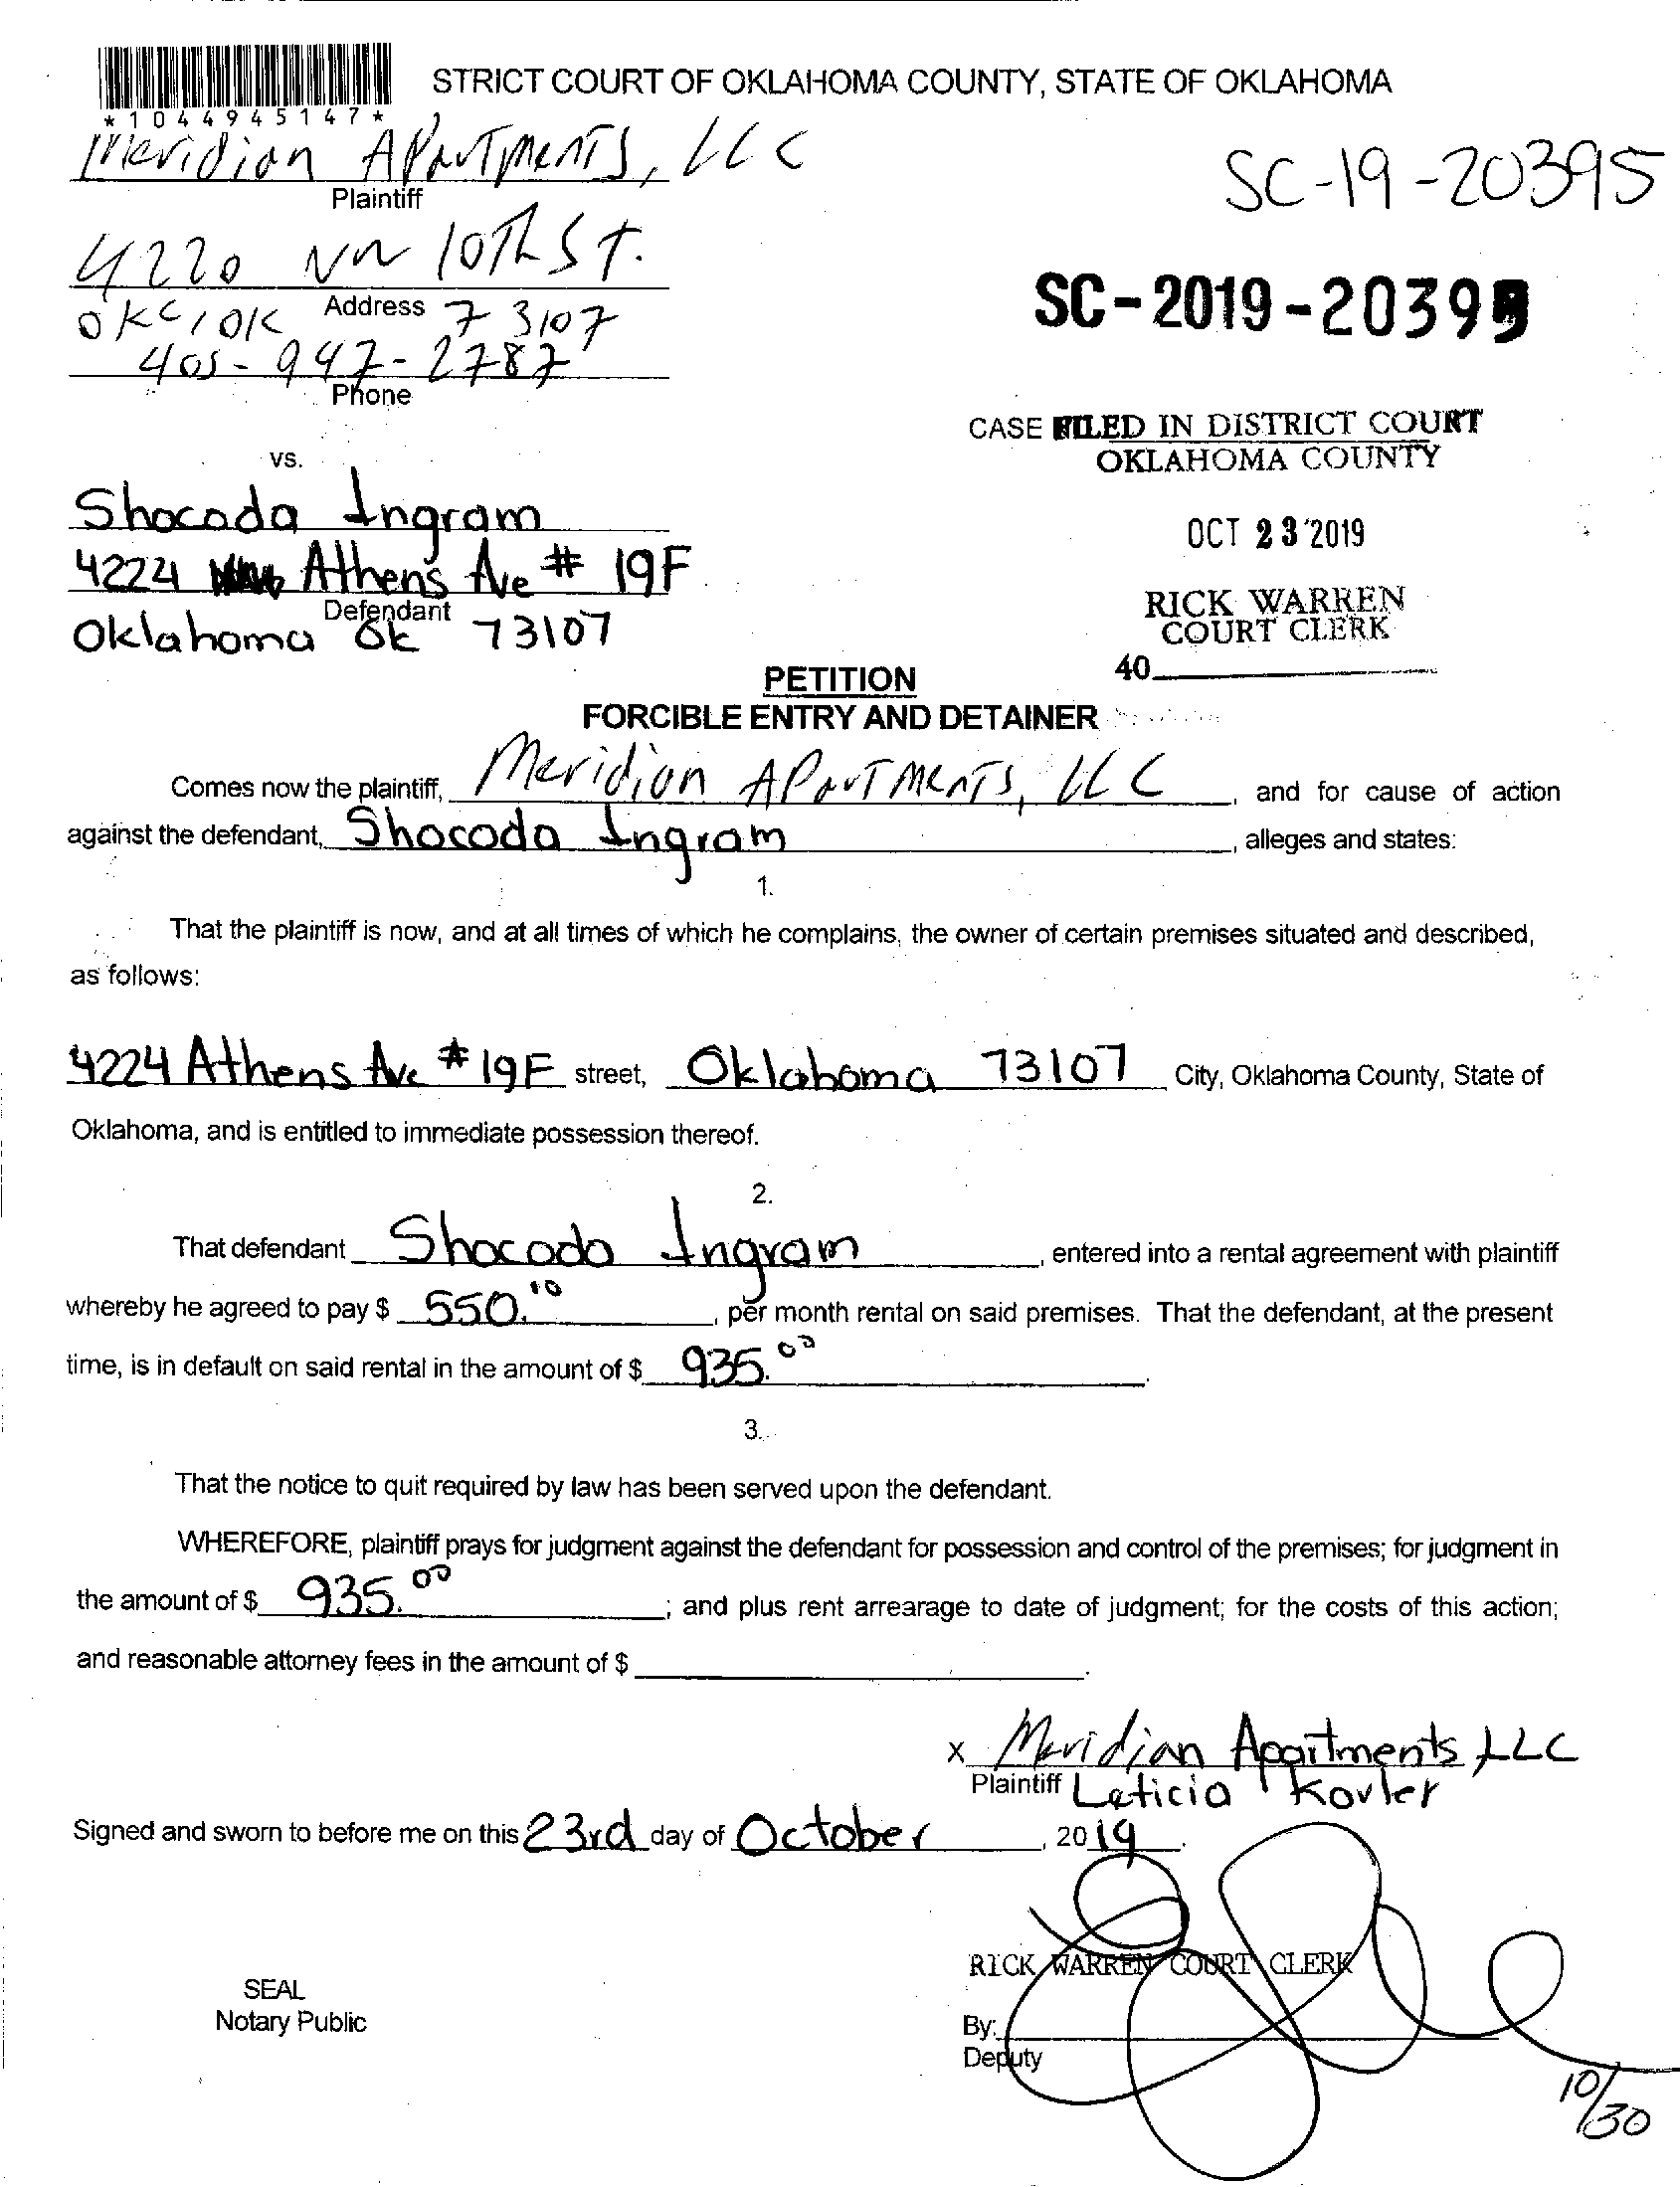 STRICT COURT OF OKLAHOMA COUNTY, STATE OF OKLAHOMA
*1044945147*
Meridian Apartments, LLC
Plaintiff
SC-19-20395
4220 NW 10th St.
Address
OKC, OK 73107
SC-2019-20395
405-947-2787
Phone
CASE FILED IN DISTRICT COURT
OKLAHOMA COUNTY
vs.
Shocoda Ingram
OCT 23 2019
4224 Athens Ave # 19F
Defendant
RICK WARREN
COURT CLERK
Oklahoma Ok 73107
40
PETITION
FORCIBLE ENTRY AND DETAINER
Comes now the plaintiff, Meridian Apartments, LLC, and for cause of action
against the defendant, Shocoda Ingram, alleges and states:
1.
That the plaintiff is now, and at all times of which he complains, the owner of certain premises situated and described,
as follows:
4224 Athens Ave #19F street, Oklahoma 73107 City, Oklahoma County, State of
Oklahoma, and is entitled to immediate possession thereof.
2.
That defendant Shocoda Ingram, entered into a rental agreement with plaintiff
whereby he agreed to pay $ 550., per month rental on said premises. That the defendant, at the present
time, is in default on said rental in the amount of $ 935.00.
3.
That the notice to quit required by law has been served upon the defendant.
WHEREFORE, plaintiff prays for judgment against the defendant for possession and control of the premises; for judgment in
the amount of $ 935.00; and plus rent arrearage to date of judgment; for the costs of this action;
and reasonable attorney fees in the amount of $.
x Meridian Apartments LLC
Plaintiff Leticia Kovler
Signed and sworn to before me on this 23rd day of October, 2019.
RICK WARREN COURT CLERK
SEAL
Notary Public
By:
Deputy
10/30